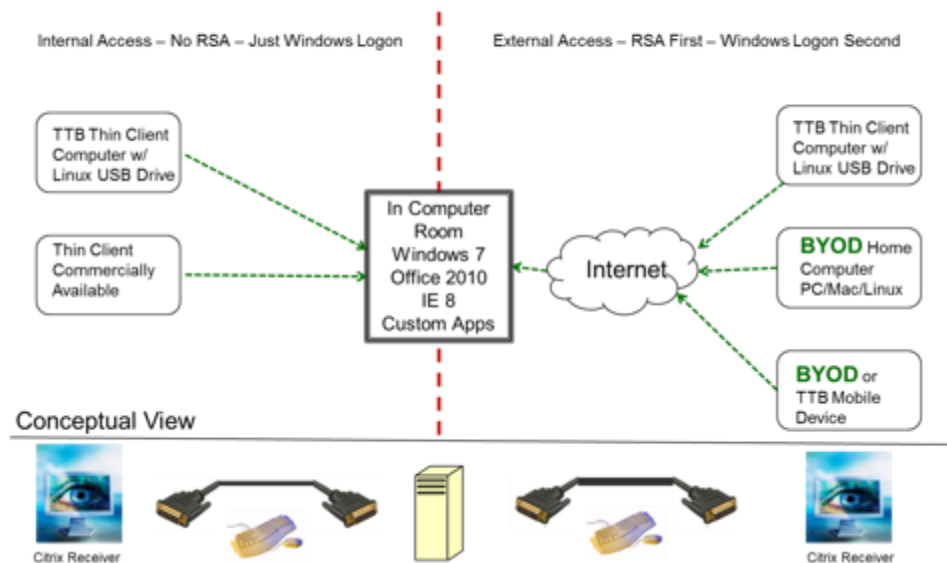 Internal Access – No RSA – Just Windows Logon
External Access – RSA First – Windows Logon Second
TTB Thin Client
Computer w/
Linux USB Drive
Thin Client
Commercially
Available
In Computer
Room
Windows 7
Office 2010
IE 8
Custom Apps
Internet
TTB Thin Client
Computer w/
Linux USB Drive
BYOD Home
Computer
PC/Mac/Linux
BYOD or
TTB Mobile
Device
Conceptual View
Citrix Receiver
Citrix Receiver